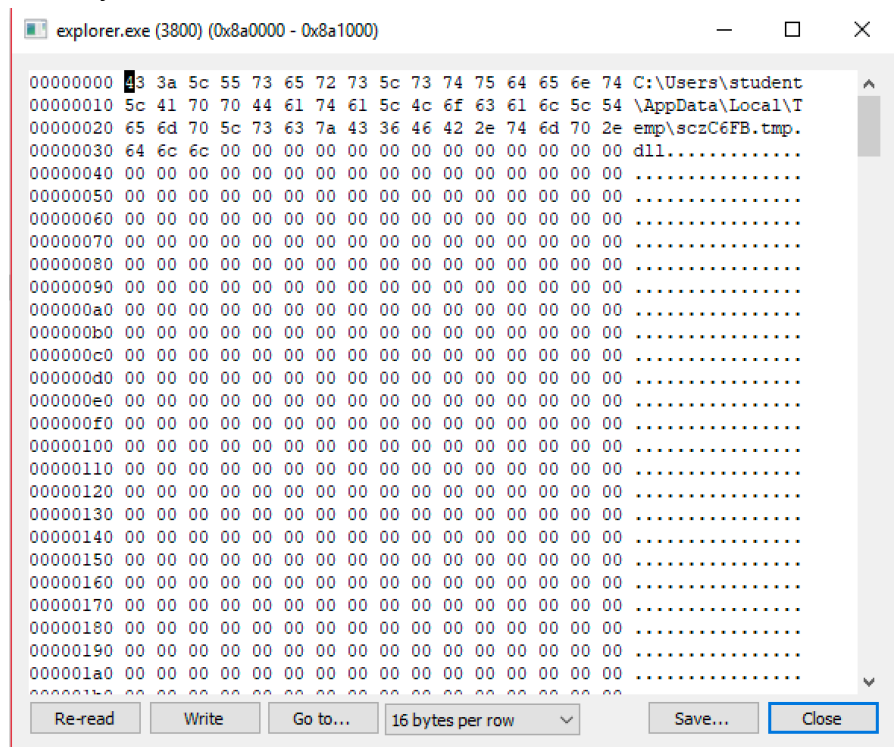 explorer.exe (3800) (0x8a0000 - 0x8a1000)
00000000 43 3a 5c 55 73 65 72 73 5c 73 74 75 64 65 6e 74 C:\Users\student
00000010 5c 41 70 70 44 61 74 61 5c 4c 6f 63 61 6c 5c 54 \AppData\Local\T
00000020 65 6d 70 5c 73 63 7a 43 36 46 42 2e 74 6d 70 2e emp\sczC6FB.tmp.
00000030 64 6c 6c 00 00 00 00 00 00 00 00 00 00 00 00 00 dll.............
00000040 00 00 00 00 00 00 00 00 00 00 00 00 00 00 00 00 ................
00000050 00 00 00 00 00 00 00 00 00 00 00 00 00 00 00 00 ................
00000060 00 00 00 00 00 00 00 00 00 00 00 00 00 00 00 00 ................
00000070 00 00 00 00 00 00 00 00 00 00 00 00 00 00 00 00 ................
00000080 00 00 00 00 00 00 00 00 00 00 00 00 00 00 00 00 ................
00000090 00 00 00 00 00 00 00 00 00 00 00 00 00 00 00 00 ................
000000a0 00 00 00 00 00 00 00 00 00 00 00 00 00 00 00 00 ................
000000b0 00 00 00 00 00 00 00 00 00 00 00 00 00 00 00 00 ................
000000c0 00 00 00 00 00 00 00 00 00 00 00 00 00 00 00 00 ................
000000d0 00 00 00 00 00 00 00 00 00 00 00 00 00 00 00 00 ................
000000e0 00 00 00 00 00 00 00 00 00 00 00 00 00 00 00 00 ................
000000f0 00 00 00 00 00 00 00 00 00 00 00 00 00 00 00 00 ................
00000100 00 00 00 00 00 00 00 00 00 00 00 00 00 00 00 00 ................
00000110 00 00 00 00 00 00 00 00 00 00 00 00 00 00 00 00 ................
00000120 00 00 00 00 00 00 00 00 00 00 00 00 00 00 00 00 ................
00000130 00 00 00 00 00 00 00 00 00 00 00 00 00 00 00 00 ................
00000140 00 00 00 00 00 00 00 00 00 00 00 00 00 00 00 00 ................
00000150 00 00 00 00 00 00 00 00 00 00 00 00 00 00 00 00 ................
00000160 00 00 00 00 00 00 00 00 00 00 00 00 00 00 00 00 ................
00000170 00 00 00 00 00 00 00 00 00 00 00 00 00 00 00 00 ................
00000180 00 00 00 00 00 00 00 00 00 00 00 00 00 00 00 00 ................
00000190 00 00 00 00 00 00 00 00 00 00 00 00 00 00 00 00 ................
000001a0 00 00 00 00 00 00 00 00 00 00 00 00 00 00 00 00 ................
Re-read Write Go to... 16 bytes per row Save... Close